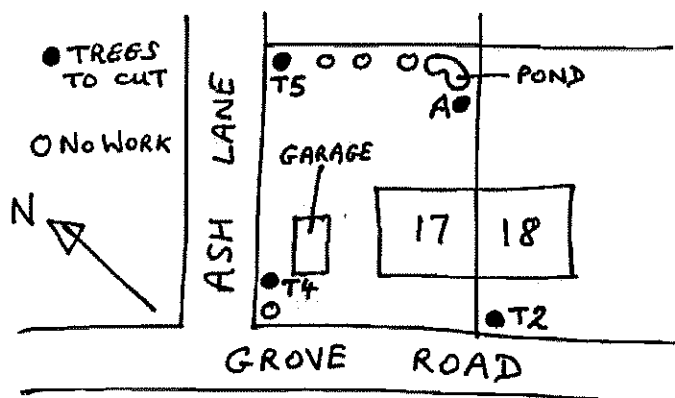 TREES
TO CUT
NO WORK
N
ASH LANE
T5
POND
A
GARAGE
17
18
T4
T2
GROVE ROAD